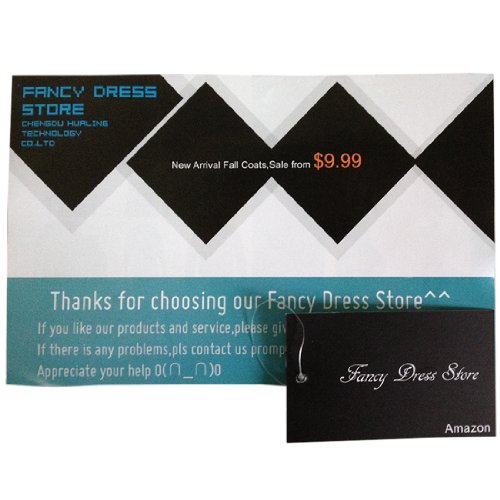 FANCY DRESS
STORE
CHENGDU HUALING
TECHNOLOGY
CO.LTD
New Arrival Fall Coats,Sale from $9.99
Thanks for choosing our Fancy Dress Store^^
If you like our products and service,please giv
If there is any problems,pls contact us promp
Appreciate your help O(∩_∩)O
Fancy Dress Store
Amazon